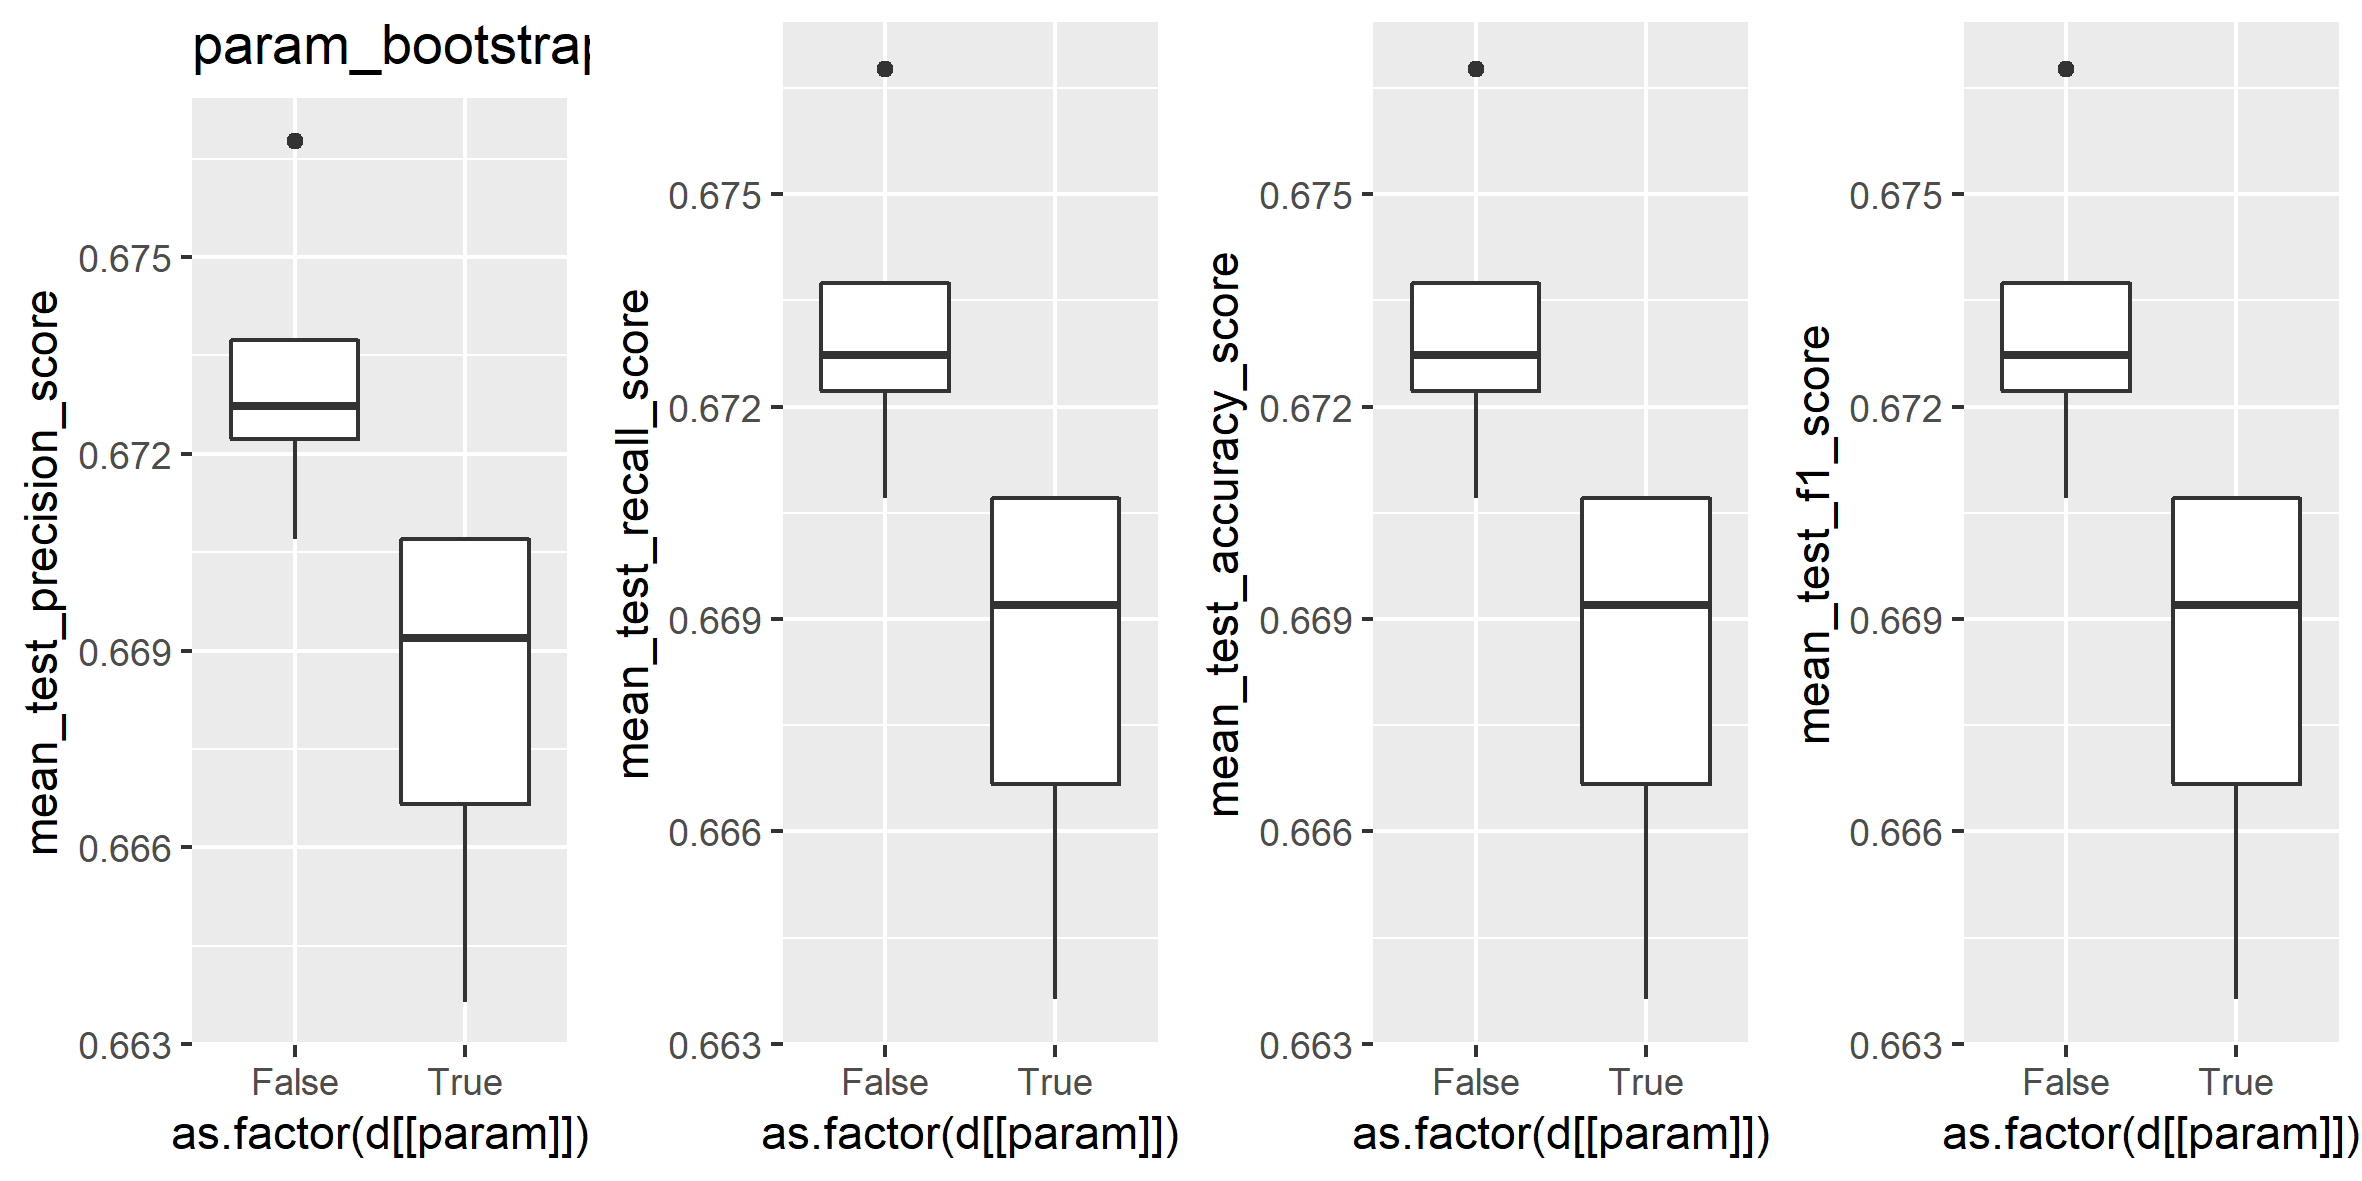 param_bootstrap
mean_test_precision_score
0.675
0.672
0.669
0.666
0.663
False True
as.factor(d[[param]])
mean_test_recall_score
0.675
0.672
0.669
0.666
0.663
False True
as.factor(d[[param]])
mean_test_accuracy_score
0.675
0.672
0.669
0.666
0.663
False True
as.factor(d[[param]])
mean_test_f1_score
0.675
0.672
0.669
0.666
0.663
False True
as.factor(d[[param]])